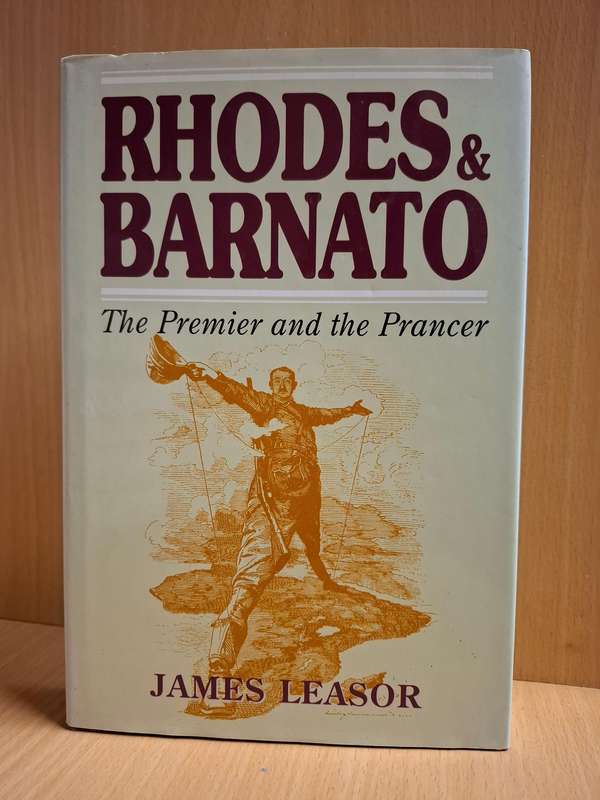 RHODES &
BARNATO
The Premier and the Prancer
JAMES LEASOR